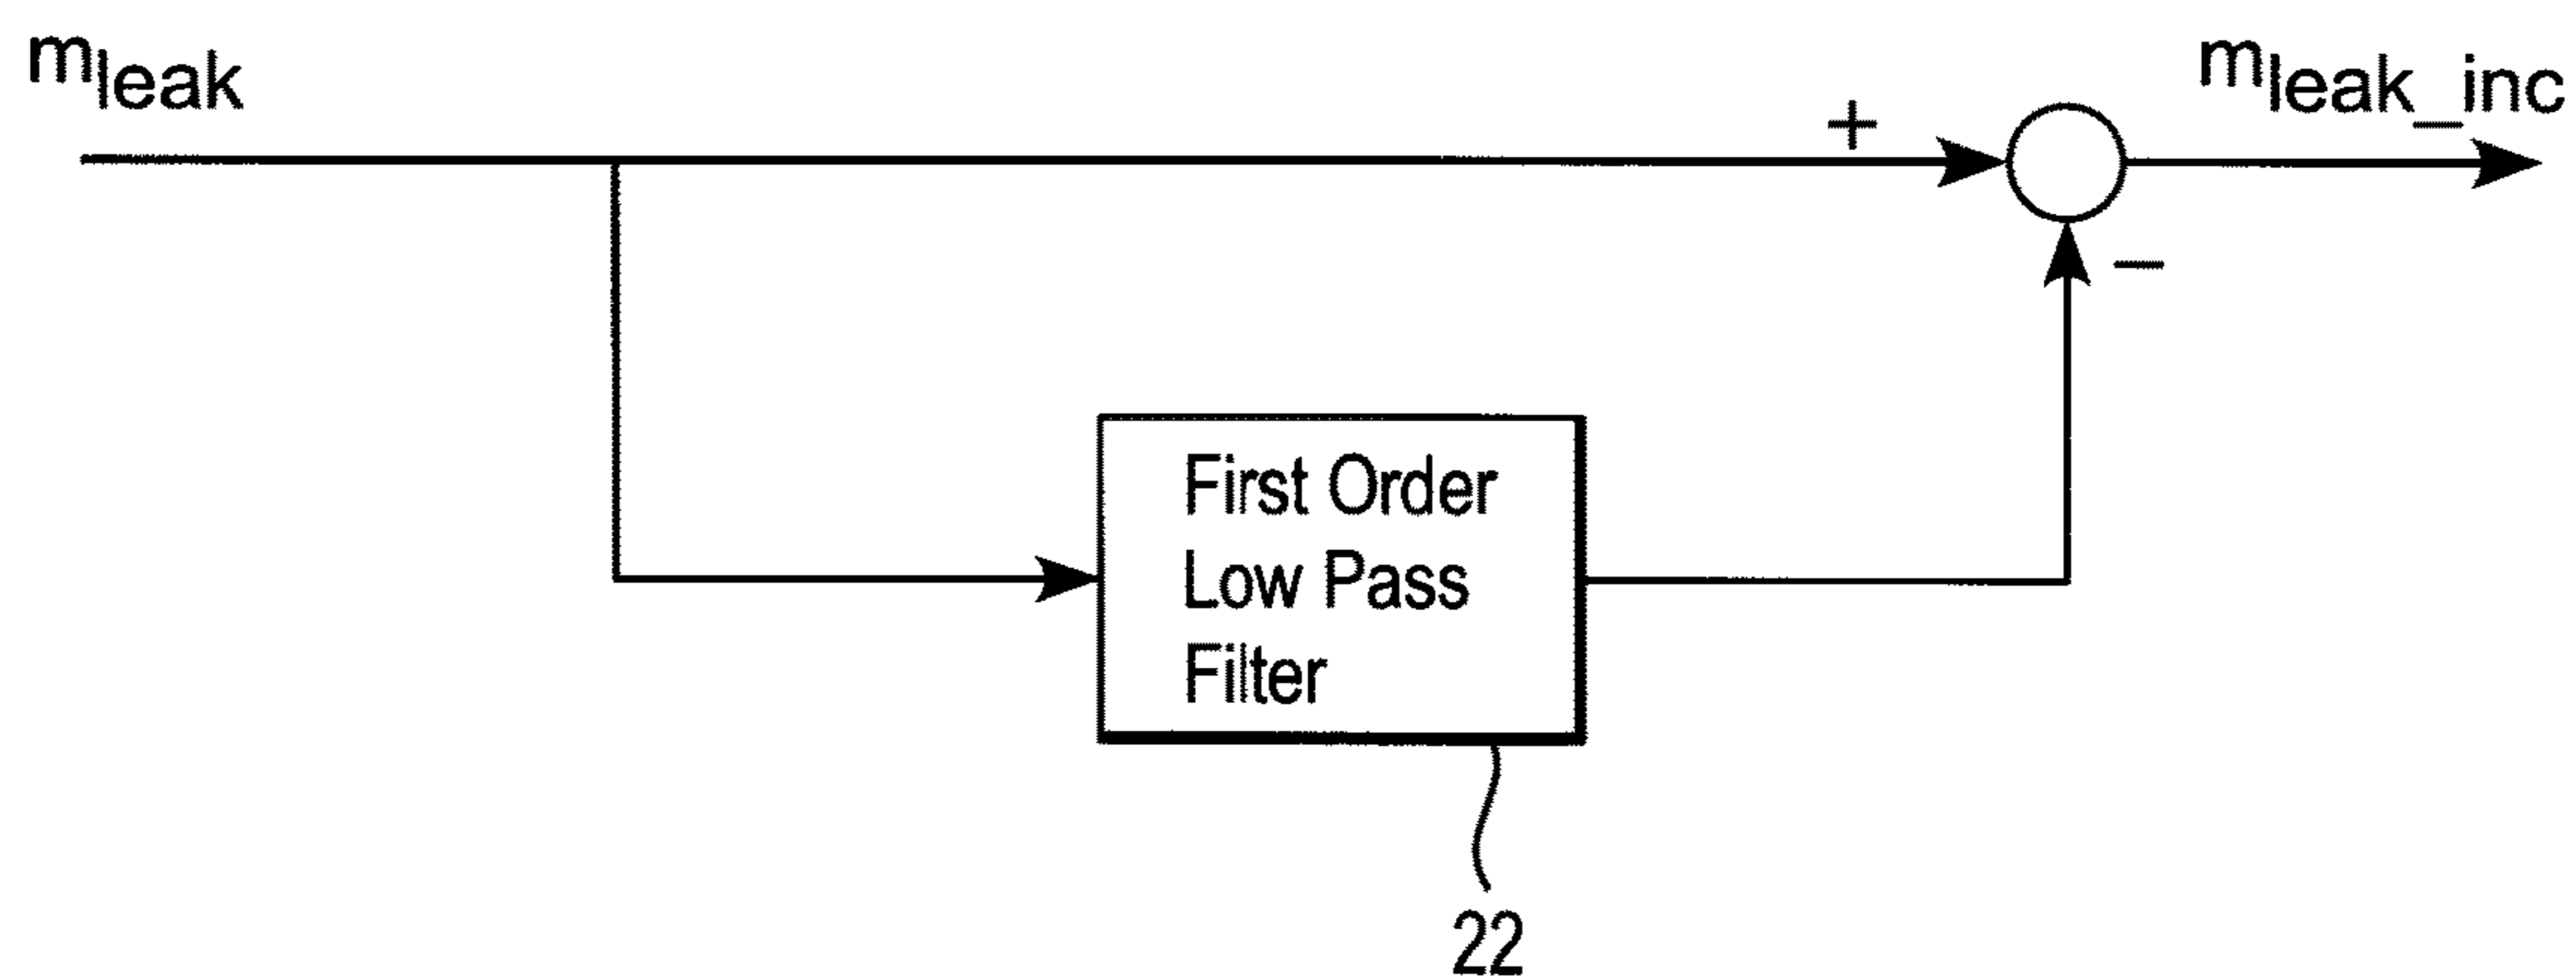 mleak
mleak_inc
+
−
First Order
Low Pass
Filter
22